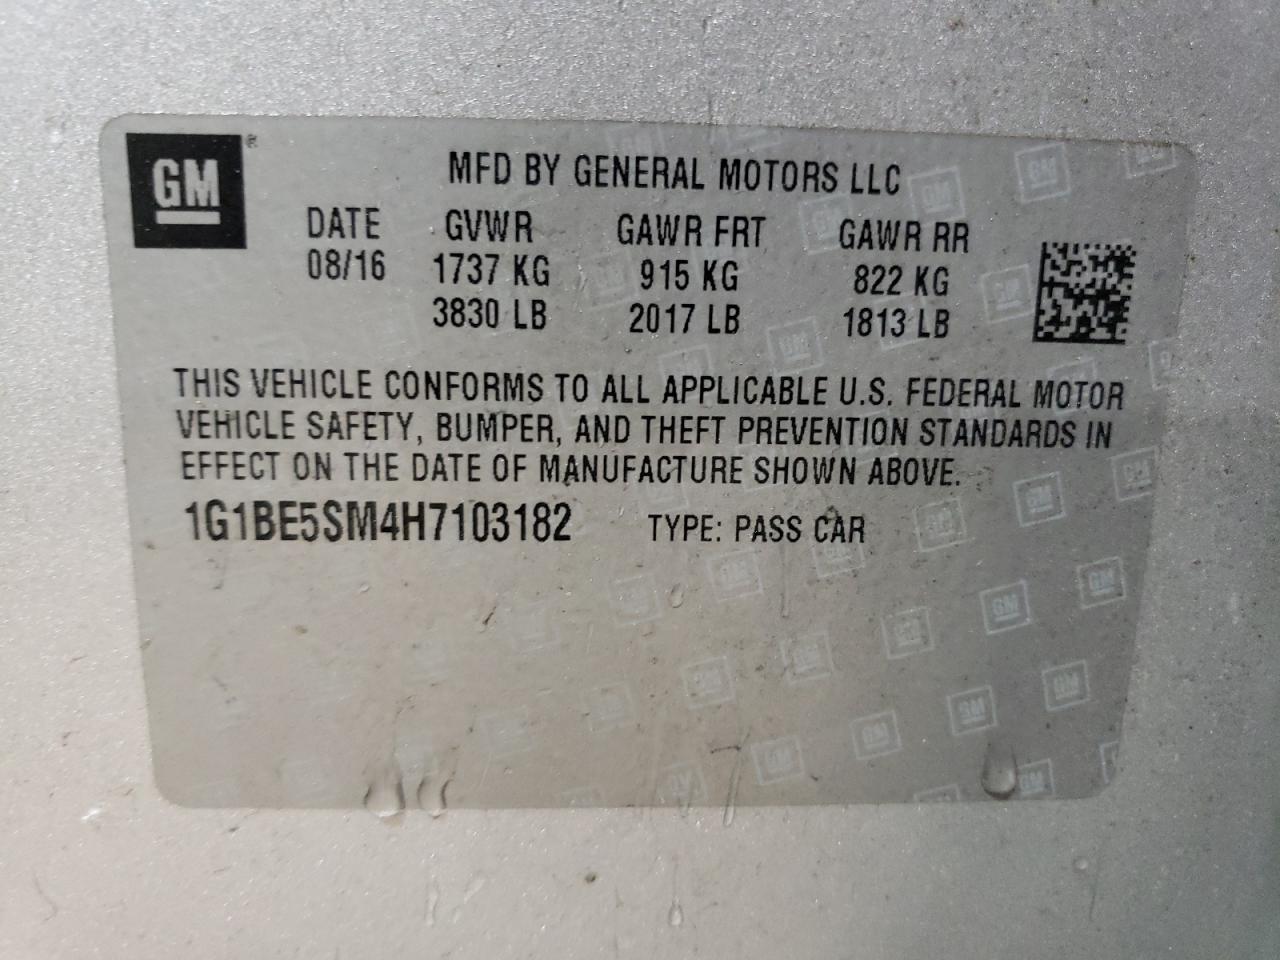 GM®
MFD BY GENERAL MOTORS LLC
DATE GVWR GAWR FRT GAWR RR
08/16 1737 KG 915 KG 822 KG
3830 LB 2017 LB 1813 LB
THIS VEHICLE CONFORMS TO ALL APPLICABLE U.S. FEDERAL MOTOR
VEHICLE SAFETY, BUMPER, AND THEFT PREVENTION STANDARDS IN
EFFECT ON THE DATE OF MANUFACTURE SHOWN ABOVE.
1G1BE5SM4H7103182 TYPE: PASS CAR